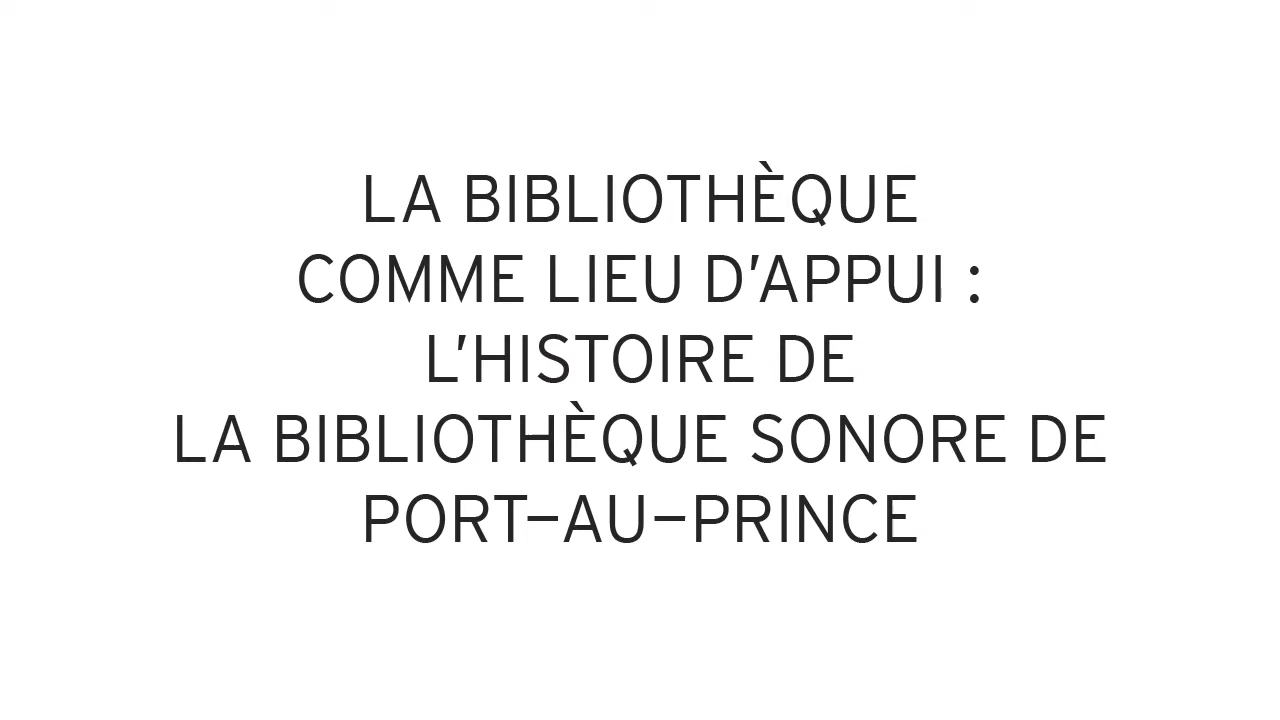 LA BIBLIOTHÈQUE
COMME LIEU D'APPUI :
L'HISTOIRE DE
LA BIBLIOTHÈQUE SONORE DE
PORT–AU–PRINCE